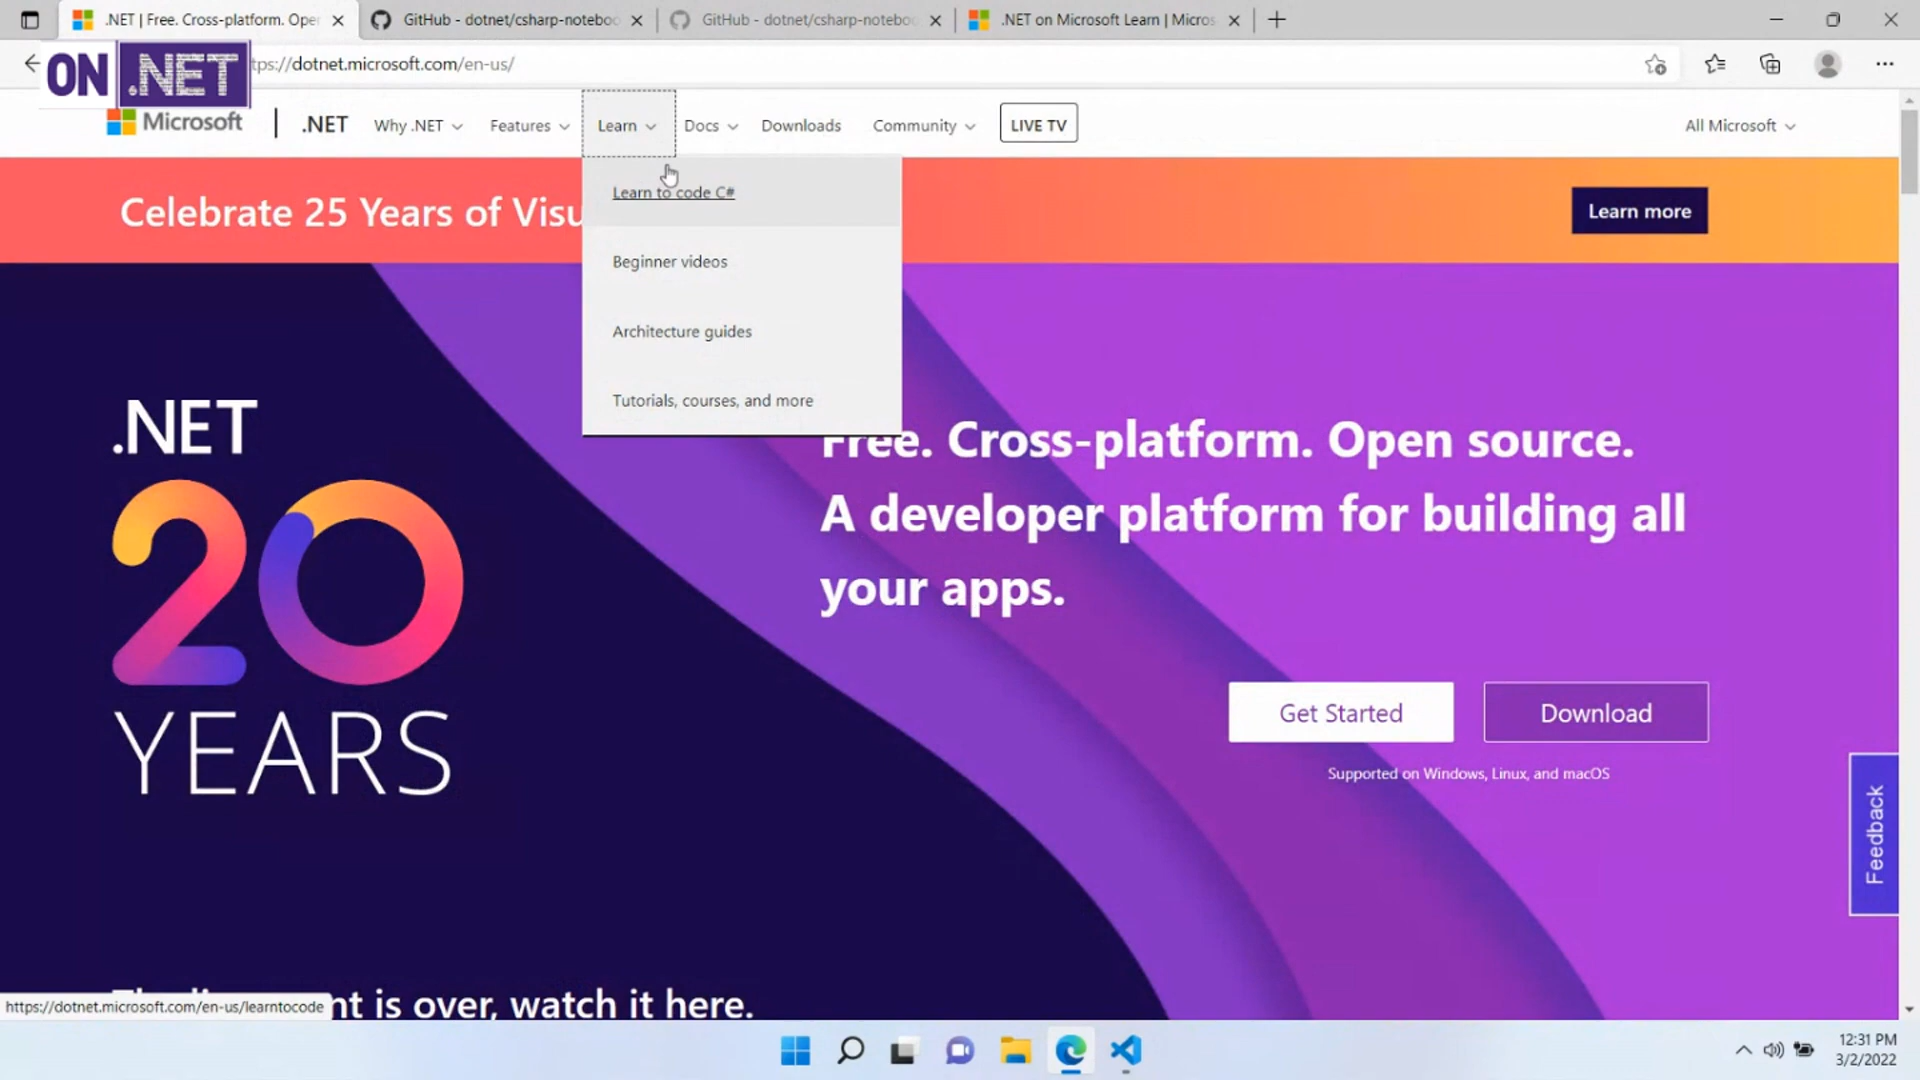 .NET | Free. Cross-platform. Ope
GitHub - dotnet/csharp-noteboo
GitHub - dotnet/csharp-noteboo
.NET on Microsoft Learn | Micros
ON .NET
tps://dotnet.microsoft.com/en-us/
Microsoft
.NET
Why .NET
Features
Learn
Docs
Downloads
Community
LIVE TV
All Microsoft
Learn to code C#
Beginner videos
Architecture guides
Tutorials, courses, and more
Celebrate 25 Years of Visu
Learn more
.NET
20
YEARS
Free. Cross-platform. Open source.
A developer platform for building all
your apps.
Get Started
Download
Supported on Windows, Linux, and macOS
Feedback
nt is over, watch it here.
https://dotnet.microsoft.com/en-us/learntocode
12:31 PM
3/2/2022